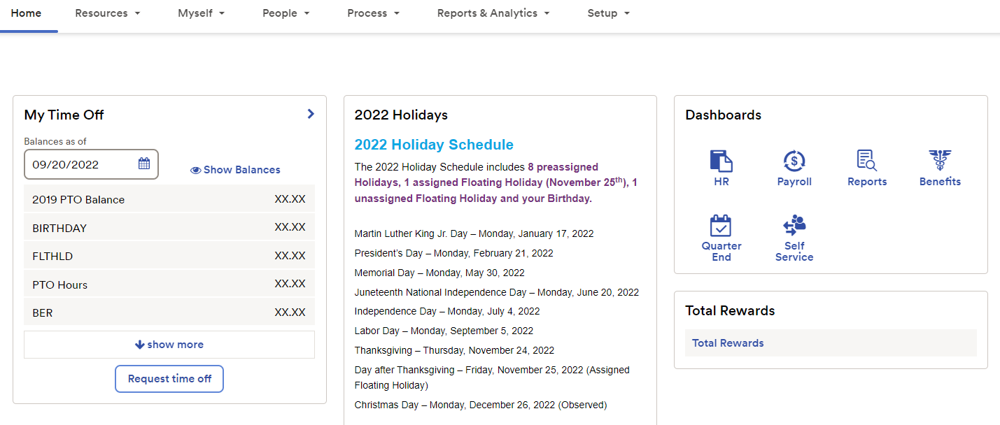 Home
Resources
Myself
People
Process
Reports & Analytics
Setup
My Time Off
Balances as of
09/20/2022
Show Balances
2019 PTO Balance XX.XX
BIRTHDAY XX.XX
FLTHLD XX.XX
PTO Hours XX.XX
BER XX.XX
show more
Request time off
2022 Holidays
2022 Holiday Schedule
The 2022 Holiday Schedule includes 8 preassigned
Holidays, 1 assigned Floating Holiday (November 25th), 1
unassigned Floating Holiday and your Birthday.
Martin Luther King Jr. Day – Monday, January 17, 2022
President’s Day – Monday, February 21, 2022
Memorial Day – Monday, May 30, 2022
Juneteenth National Independence Day – Monday, June 20, 2022
Independence Day – Monday, July 4, 2022
Labor Day – Monday, September 5, 2022
Thanksgiving – Thursday, November 24, 2022
Day after Thanksgiving – Friday, November 25, 2022 (Assigned
Floating Holiday)
Christmas Day – Monday, December 26, 2022 (Observed)
Dashboards
HR
Payroll
Reports
Benefits
Quarter
End
Self
Service
Total Rewards
Total Rewards